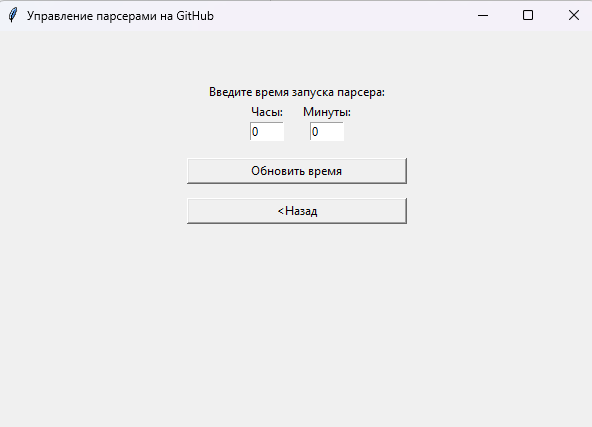 Управление парсерами на GitHub
Введите время запуска парсера:
Часы: Минуты:
0 0
Обновить время
<Назад